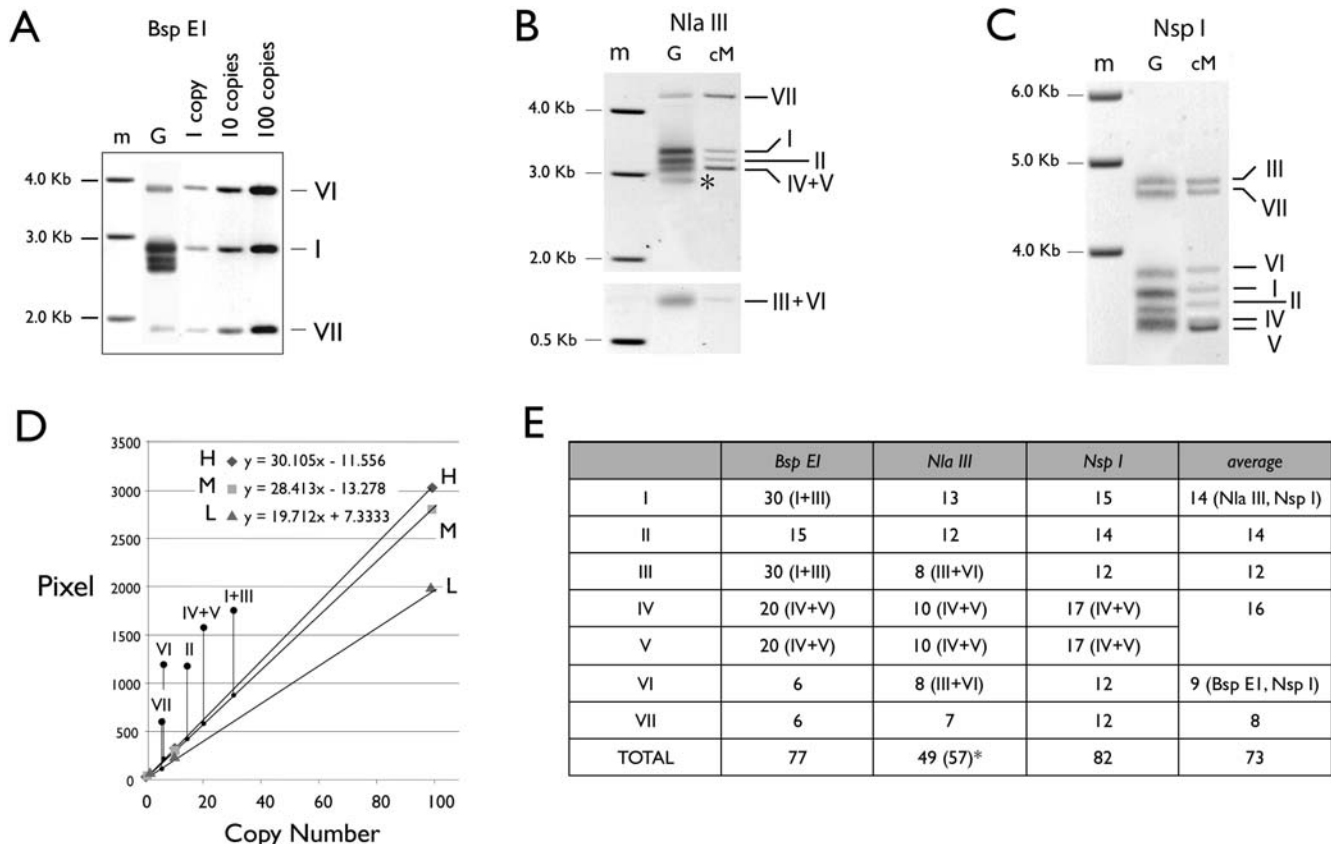 A
Bsp E1
m G 1 copy 10 copies 100 copies
4.0 Kb
3.0 Kb
2.0 Kb
VI
I
VII
B
Nla III
m G cM
4.0 Kb
3.0 Kb
2.0 Kb
0.5 Kb
VII
I
II
IV+V
*
III+VI
C
Nsp I
m G cM
6.0 Kb
5.0 Kb
4.0 Kb
III
VII
VI
I
II
IV
V
D
H y = 30.105x - 11.556
M y = 28.413x - 13.278
L y = 19.712x + 7.3333
Pixel
3500
3000
2500
2000
1500
1000
500
0
H
M
L
I+III
IV+V
VI II
VII
0 20 40 60 80 100
Copy Number
E
Bsp EI Nla III Nsp I average
I 30 (I+III) 13 15 14 (Nla III, Nsp I)
II 15 12 14 14
III 30 (I+III) 8 (III+VI) 12 12
IV 20 (IV+V) 10 (IV+V) 17 (IV+V) 16
V 20 (IV+V) 10 (IV+V) 17 (IV+V)
VI 6 8 (III+VI) 12 9 (Bsp E1, Nsp I)
VII 6 7 12 8
TOTAL 77 49 (57)* 82 73